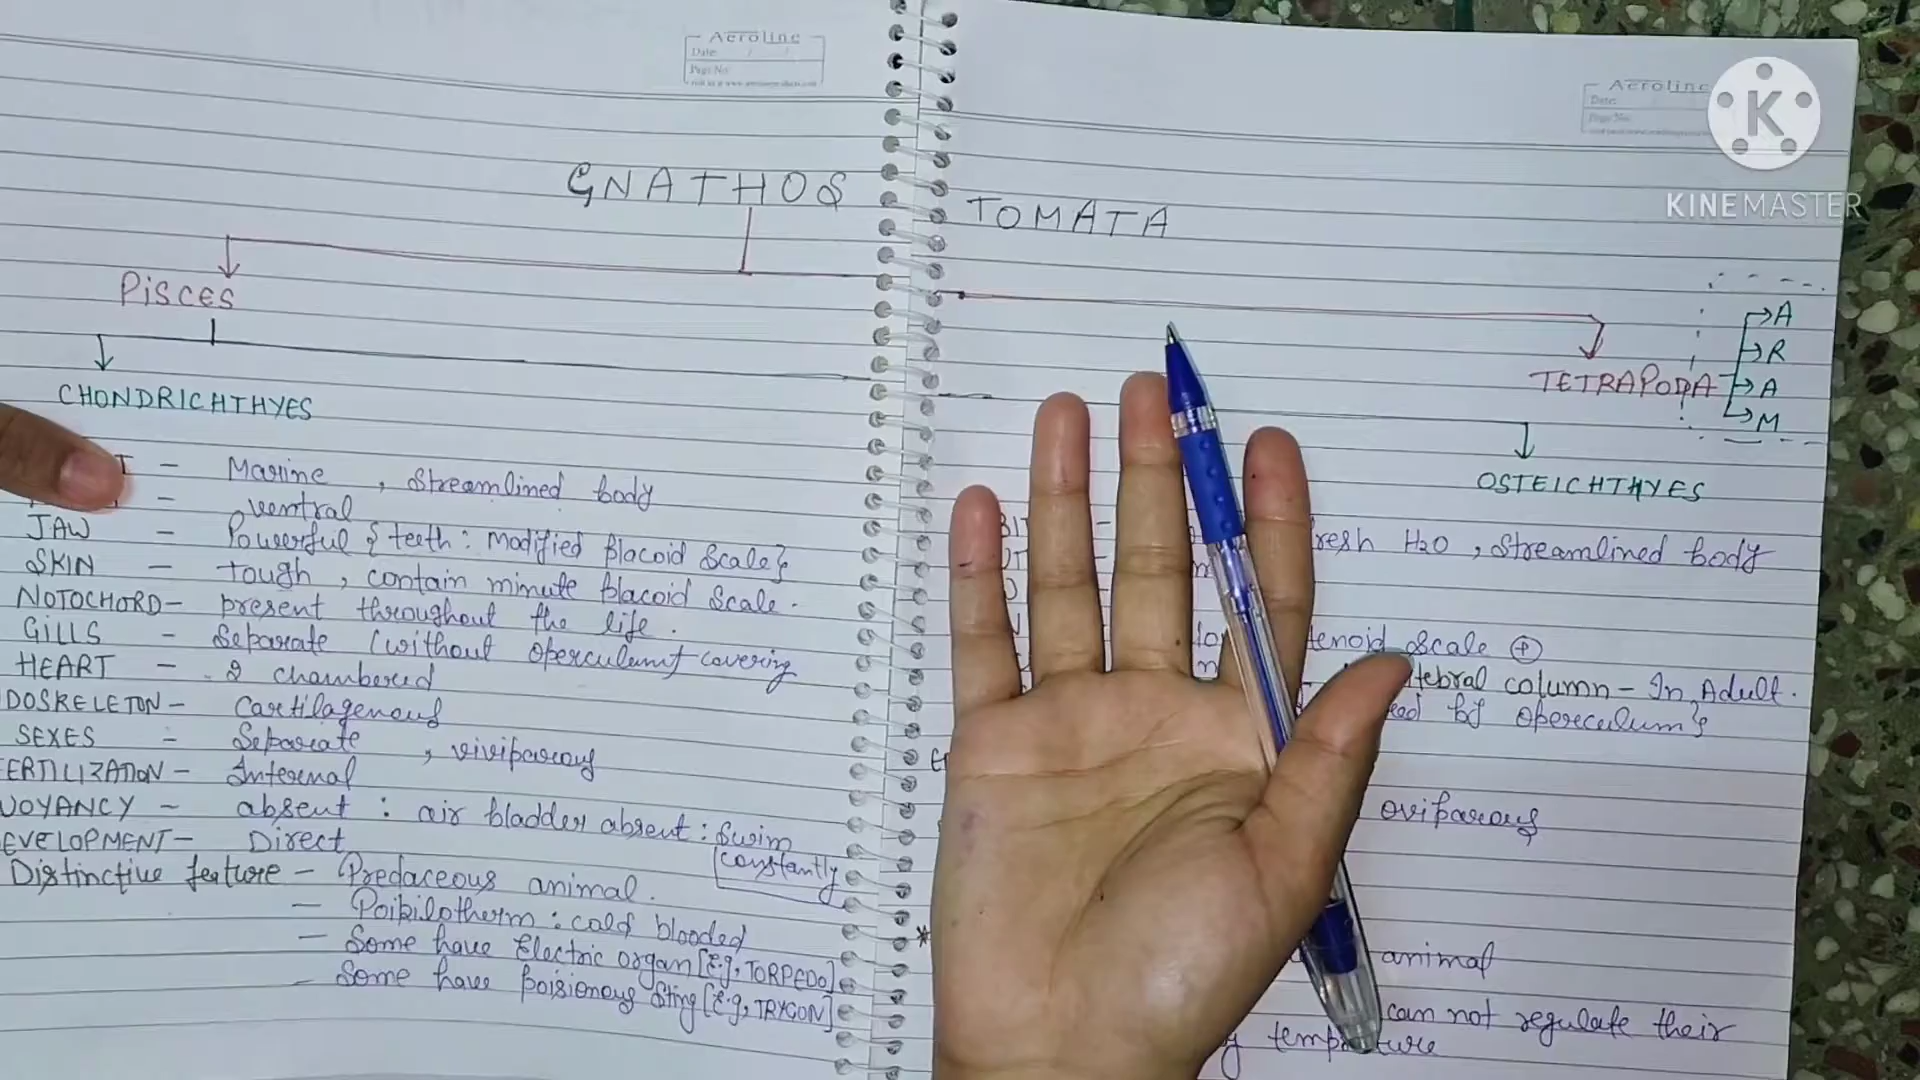 Aeroline
Date:
Page No:
Aeroline
Date:
Page No:
K
KINEMASTER
GNATHOS
TOMATA
PISCES
TETRAPODA
A
R
A
M
CHONDRICHTHYES
OSTEICHTHYES
T - Marine , Streamlined body
- ventral
JAW - Powerful { teeth : Modified placoid Scale }
SKIN - Tough , contain minute placoid Scale .
NOTOCHORD - present throughout the life .
GILLS - Separate (without operculum) covering
HEART - 2 chambered
DOSKELETON - Cartilagenous
SEXES - Separate , viviparous
FERTILIZATION - Internal
UOYANCY - absent : air bladder absent : Swim
constantly
EVELOPMENT - Direct
Distinctive feature - Predaceous animal .
- Poikilotherm : cold blooded
- Some have Electric organ [E.g, TORPEDO]
- Some have poisionous Sting [E.g, TRYGON]
resh H2O , Streamlined body
tenoid Scale ⊕
tebral column - In Adult .
by operculum }
oviparous
*
animal
can not regulate their
temperature